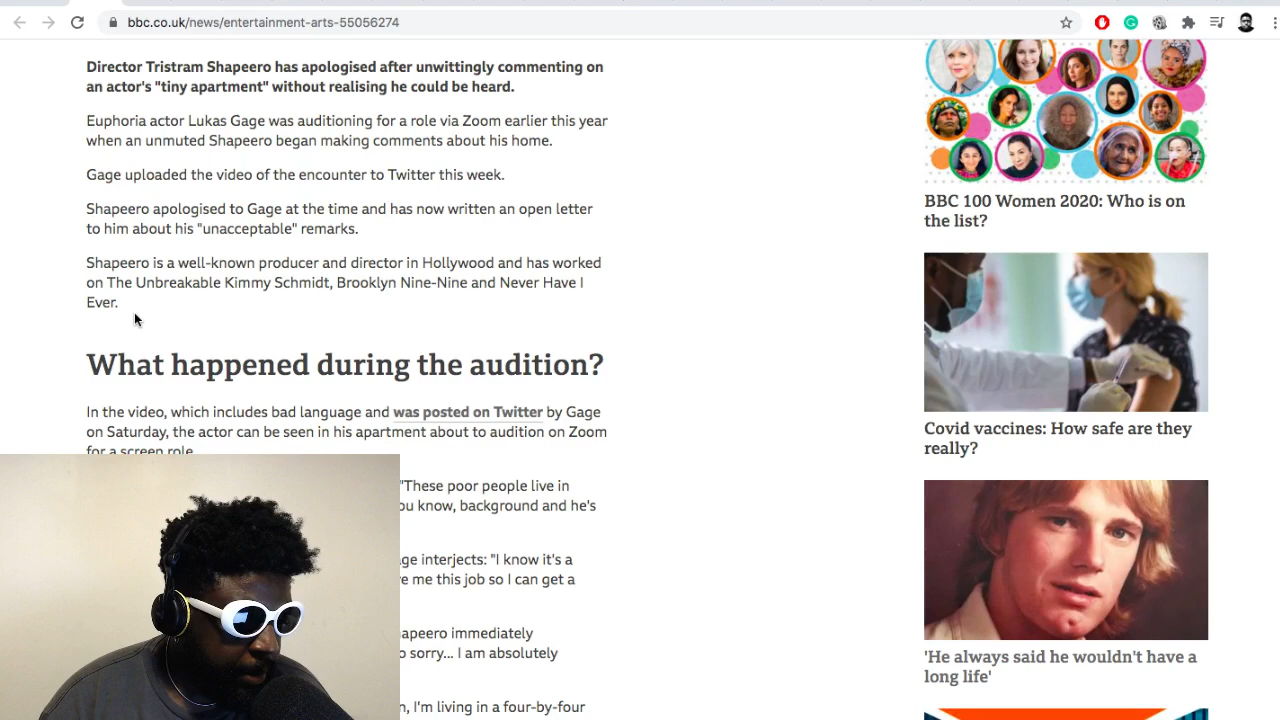 bbc.co.uk/news/entertainment-arts-55056274
Director Tristram Shapeero has apologised after unwittingly commenting on
an actor's "tiny apartment" without realising he could be heard.
Euphoria actor Lukas Gage was auditioning for a role via Zoom earlier this year
when an unmuted Shapeero began making comments about his home.
Gage uploaded the video of the encounter to Twitter this week.
Shapeero apologised to Gage at the time and has now written an open letter
to him about his "unacceptable" remarks.
Shapeero is a well-known producer and director in Hollywood and has worked
on The Unbreakable Kimmy Schmidt, Brooklyn Nine-Nine and Never Have I
Ever.
What happened during the audition?
In the video, which includes bad language and was posted on Twitter by Gage
on Saturday, the actor can be seen in his apartment about to audition on Zoom
for a screen role.
"These poor people live in
know, background and he's
interjects: "I know it's a
me this job so I can get a
immediately
sorry... I am absolutely
I'm living in a four-by-four
BBC 100 Women 2020: Who is on
the list?
Covid vaccines: How safe are they
really?
'He always said he wouldn't have a
long life'